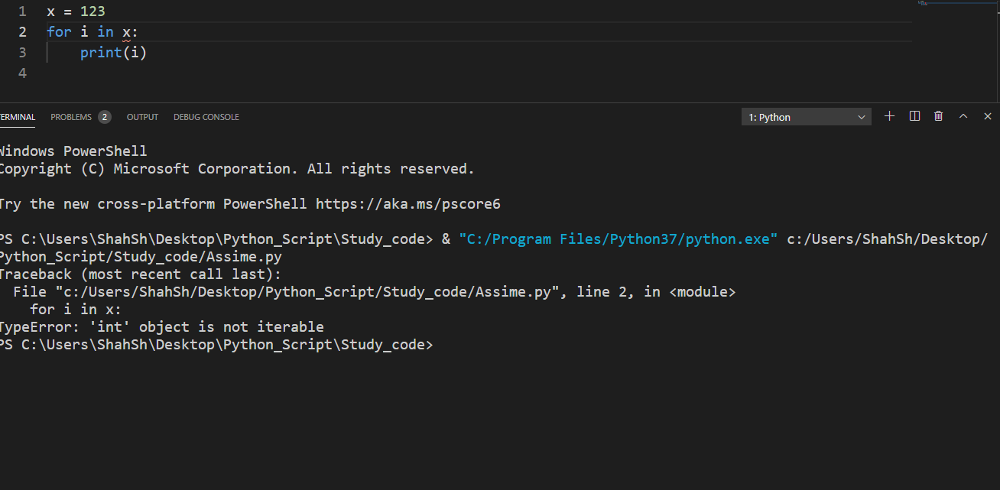 1 x = 123
2 for i in x:
3     print(i)
4
ERMINAL PROBLEMS 2 OUTPUT DEBUG CONSOLE 1: Python
Windows PowerShell
Copyright (C) Microsoft Corporation. All rights reserved.
Try the new cross-platform PowerShell https://aka.ms/pscore6
PS C:\Users\ShahSh\Desktop\Python_Script\Study_code> & "C:/Program Files/Python37/python.exe" c:/Users/ShahSh/Desktop/
Python_Script/Study_code/Assime.py
Traceback (most recent call last):
  File "c:/Users/ShahSh/Desktop/Python_Script/Study_code/Assime.py", line 2, in <module>
    for i in x:
TypeError: 'int' object is not iterable
PS C:\Users\ShahSh\Desktop\Python_Script\Study_code>